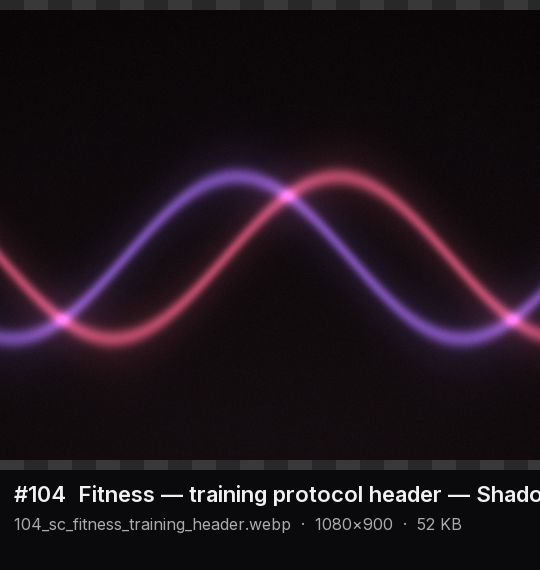 #104 Fitness — training protocol header — Shado
104_sc_fitness_training_header.webp · 1080×900 · 52 KB